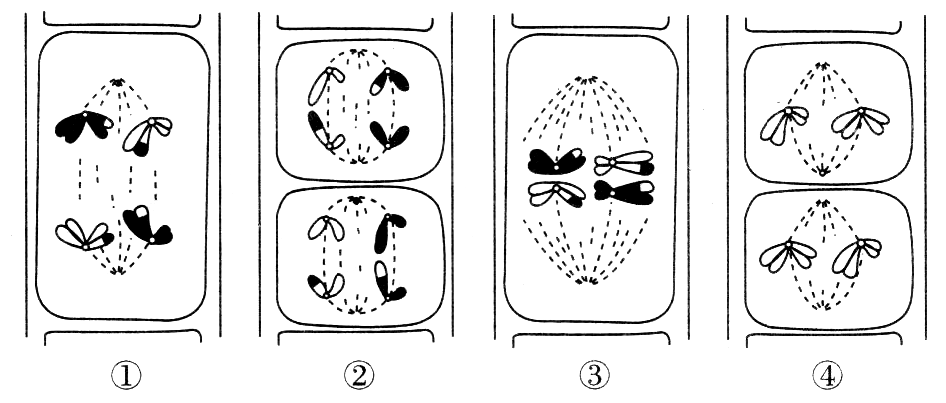 ① ② ③ ④